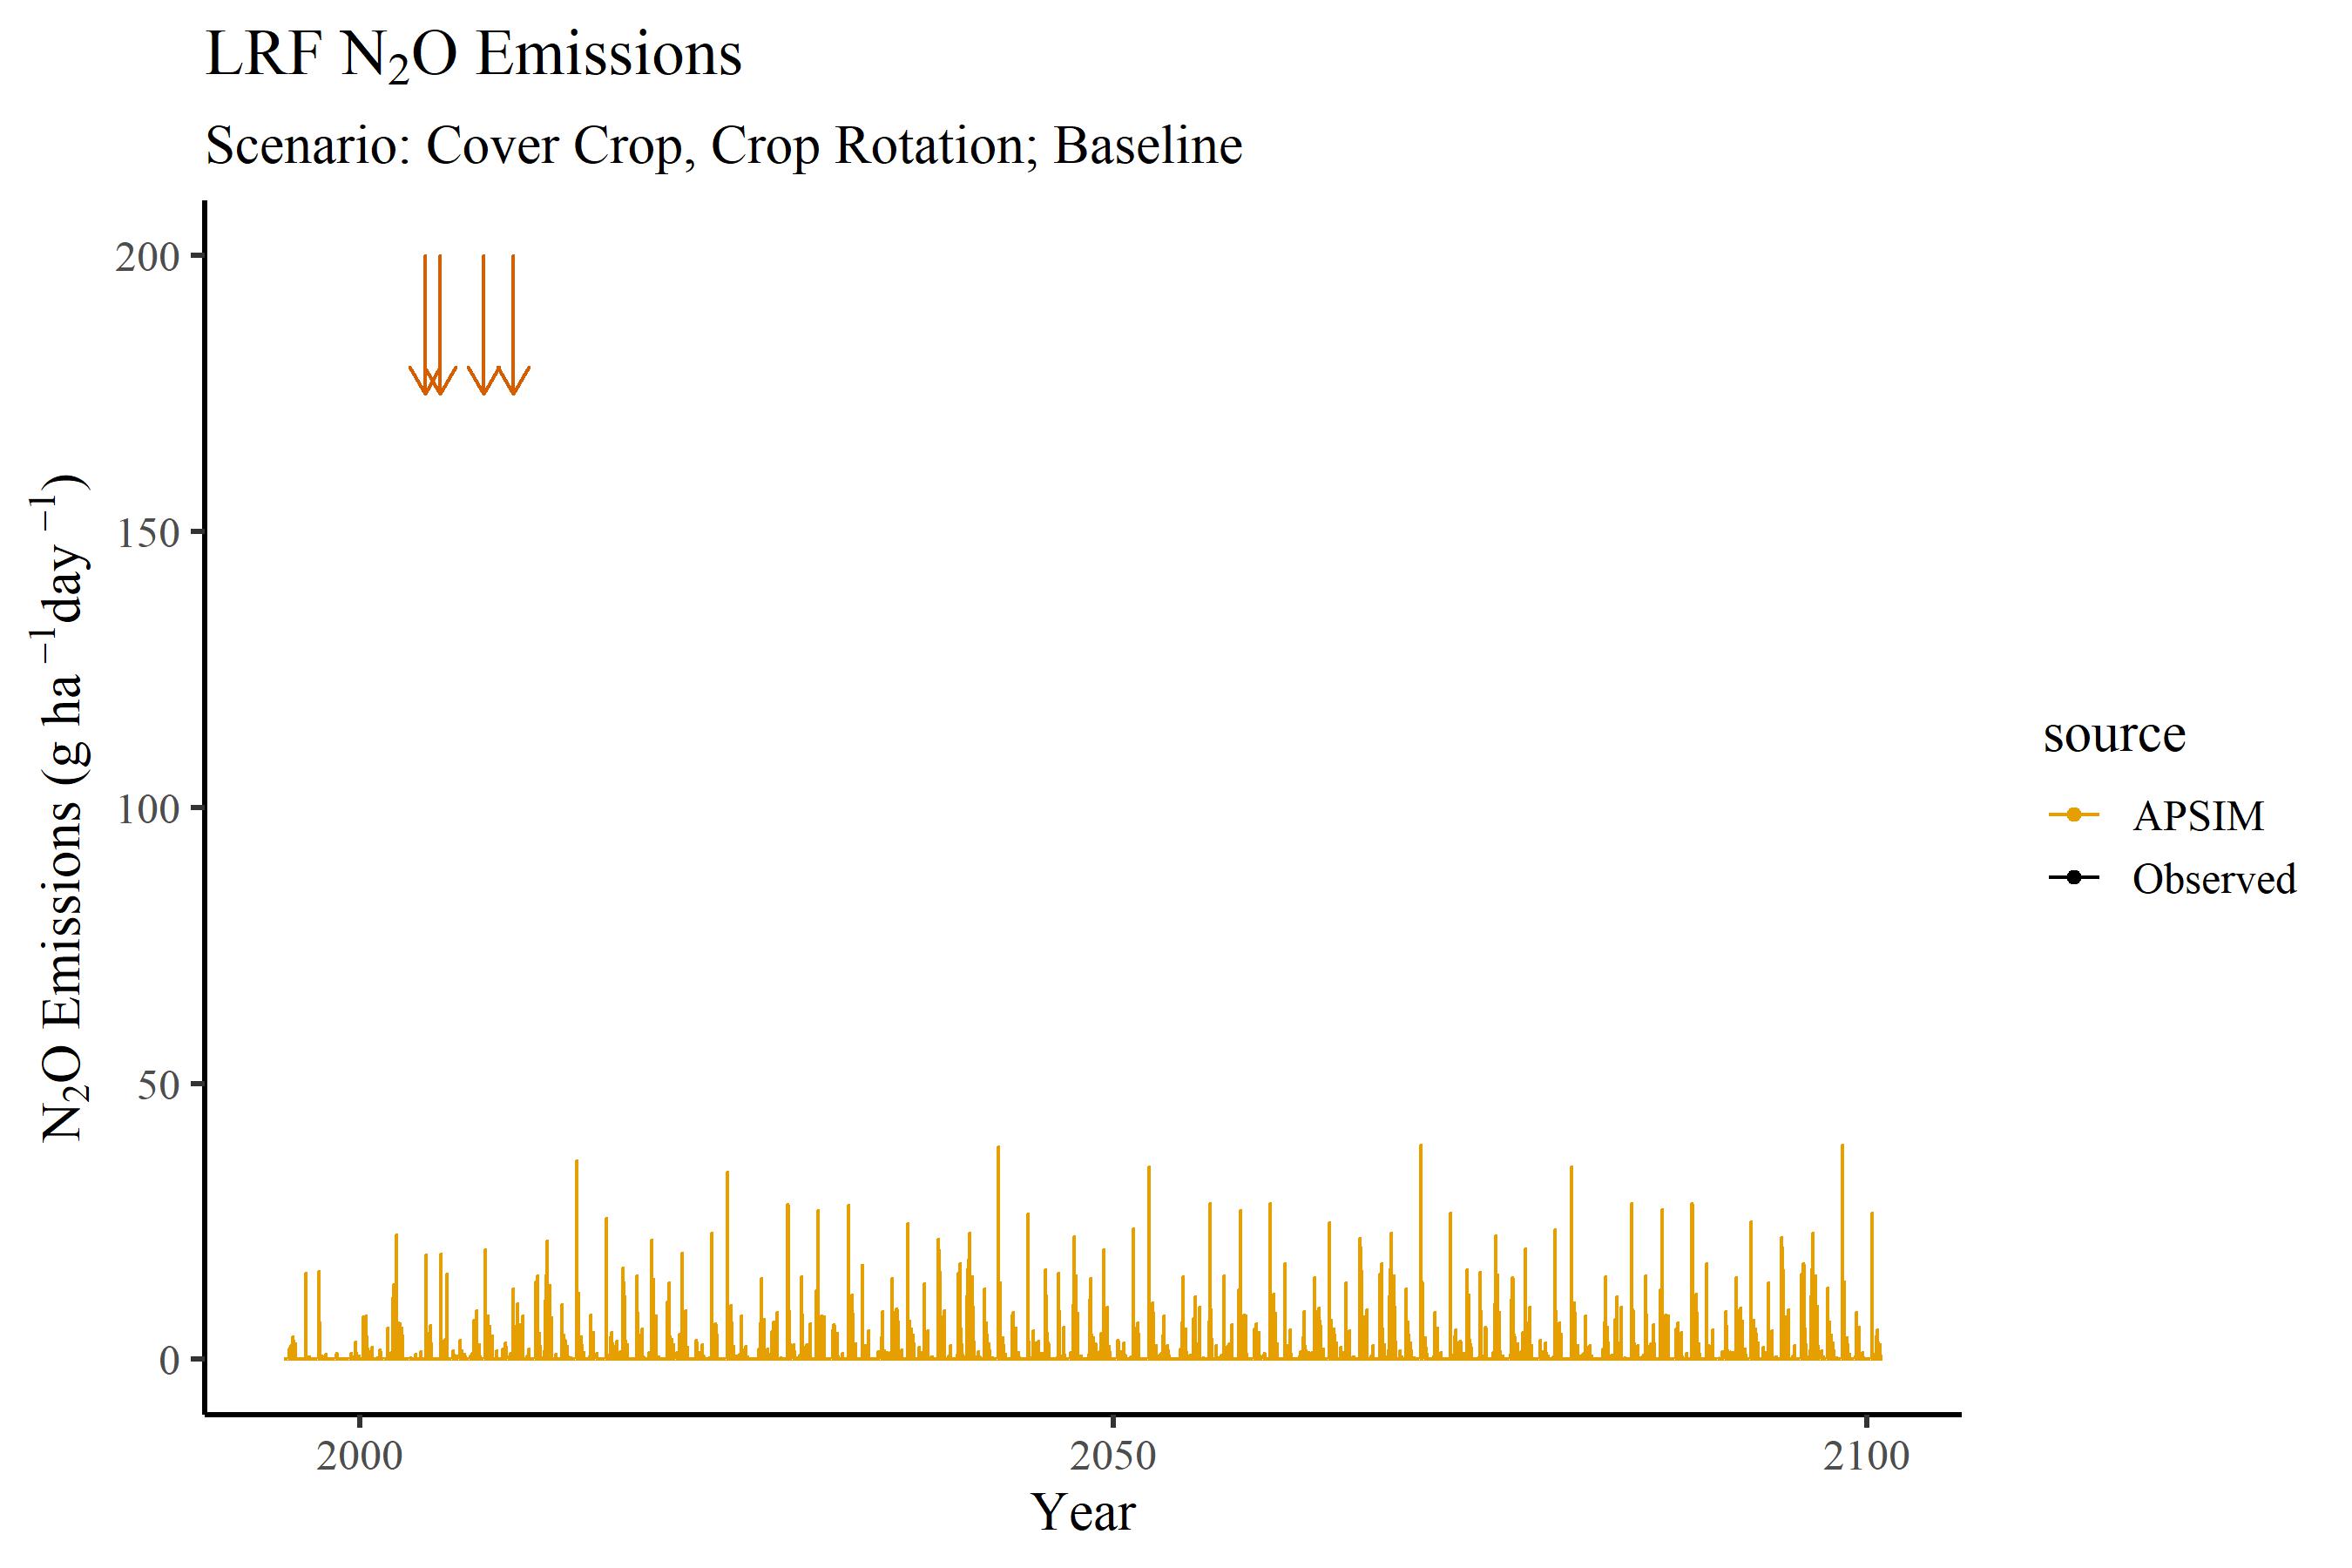 LRF N₂O Emissions
Scenario: Cover Crop, Crop Rotation; Baseline
N₂O Emissions (g ha ⁻¹day ⁻¹)
200
150
100
50
0
2000
2050
2100
Year
source
APSIM
Observed